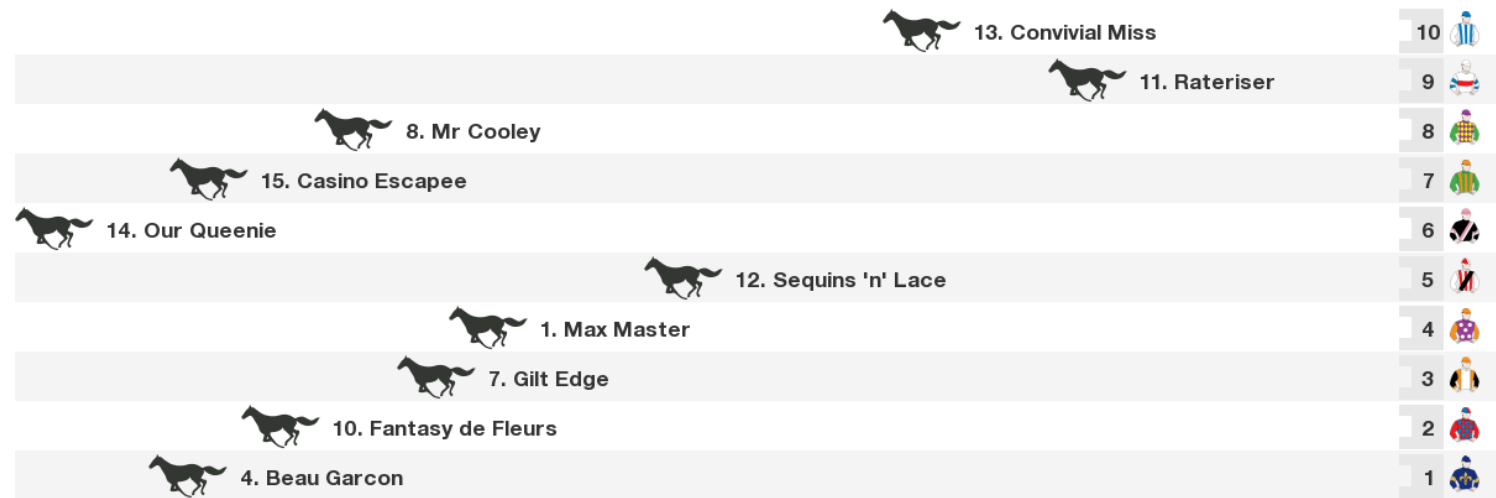 13. Convivial Miss 10
11. Rateriser 9
8. Mr Cooley 8
15. Casino Escapee 7
14. Our Queenie 6
12. Sequins 'n' Lace 5
1. Max Master 4
7. Gilt Edge 3
10. Fantasy de Fleurs 2
4. Beau Garcon 1